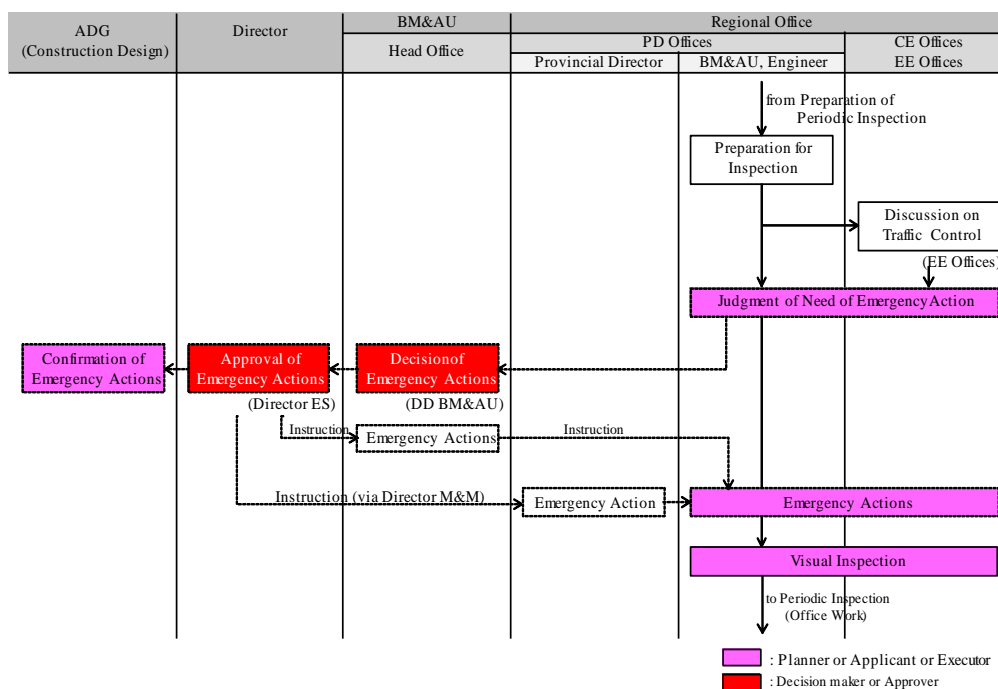 ADG
(Construction Design)
Director
BM&AU
Head Office
Regional Office
PD Offices
Provincial Director
BM&AU, Engineer
CE Offices
EE Offices
from Preparation of
Periodic Inspection
Preparation for
Inspection
Discussion on
Traffic Control
(EE Offices)
Judgment of Need of Emergency Action
Confirmation of
Emergency Actions
Approval of
Emergency Actions
Decisionof
Emergency Actions
(Director ES)
(DD BM&AU)
Instruction
Emergency Actions
Instruction
Instruction (via Director M&M)
Emergency Action
Emergency Actions
Visual Inspection
to Periodic Inspection
(Office Work)
: Planner or Applicant or Executor
: Decision maker or Approver